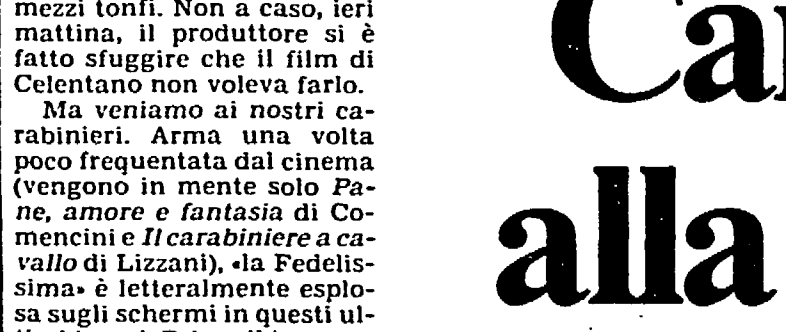 mezzi tonfi. Non a caso, ieri
mattina, il produttore si è
fatto sfuggire che il film di
Celentano non voleva farlo.
Ma veniamo ai nostri ca-
rabinieri. Arma una volta
poco frequentata dal cinema
(vengono in mente solo Pa-
ne, amore e fantasia di Co-
mencini e Il carabiniere a ca-
vallo di Lizzani), «la Fedelis-
sima» è letteralmente esplo-
sa sugli schermi in questi ul-
alla